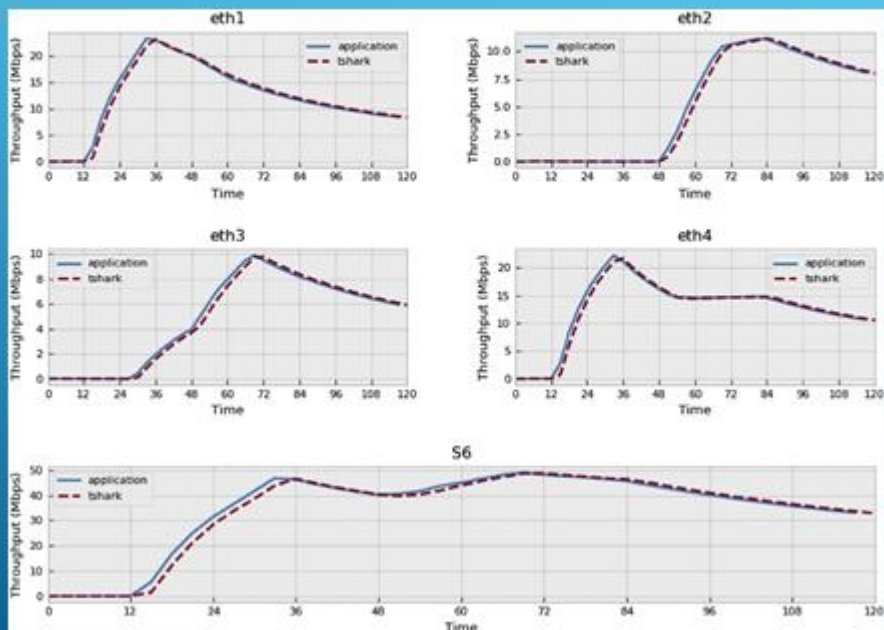 eth1
eth2
Throughput (Mbps)
20
15
10
5
0
application
tshark
0 12 24 36 48 60 72 84 96 108 120
Time
Throughput (Mbps)
10.0
7.5
5.0
2.5
0.0
application
tshark
0 12 24 36 48 60 72 84 96 108 120
Time
eth3
eth4
Throughput (Mbps)
10
8
6
4
2
0
application
tshark
0 12 24 36 48 60 72 84 96 108 120
Time
Throughput (Mbps)
20
15
10
5
0
application
tshark
0 12 24 36 48 60 72 84 96 108 120
Time
S6
Throughput (Mbps)
50
40
30
20
10
0
application
tshark
0 12 24 36 48 60 72 84 96 108 120
Time